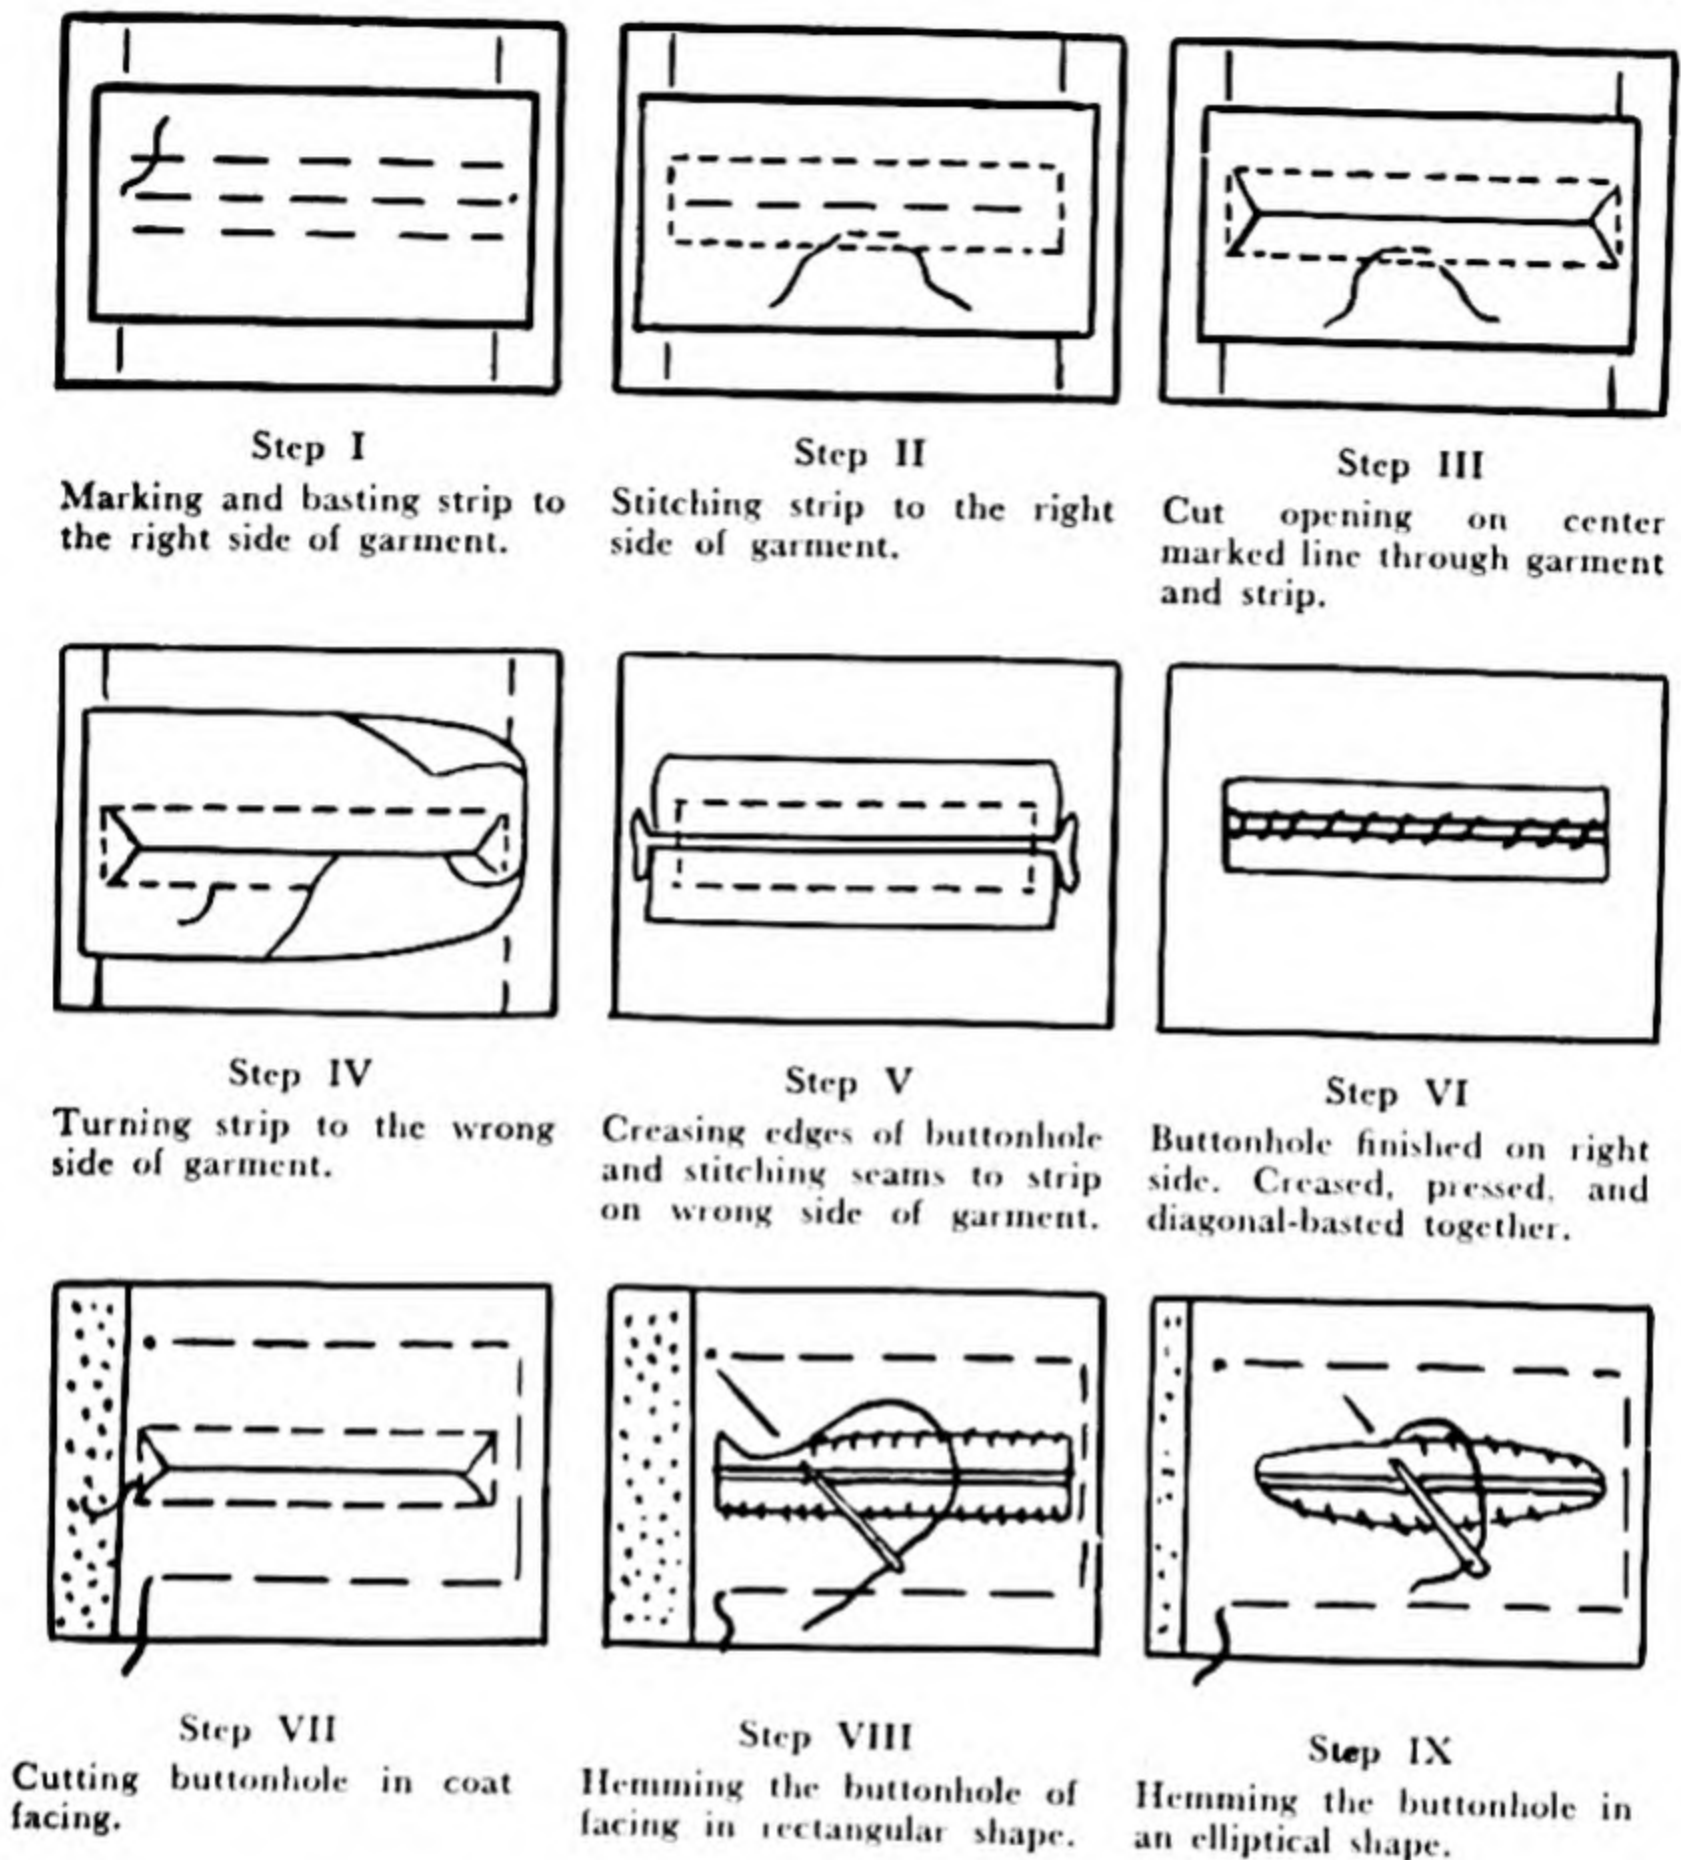 Step I
Marking and basting strip to
the right side of garment.
Step II
Stitching strip to the right
side of garment.
Step III
Cut opening on center
marked line through garment
and strip.
Step IV
Turning strip to the wrong
side of garment.
Step V
Creasing edges of buttonhole
and stitching seams to strip
on wrong side of garment.
Step VI
Buttonhole finished on right
side. Creased, pressed, and
diagonal-basted together.
Step VII
Cutting buttonhole in coat
facing.
Step VIII
Hemming the buttonhole of
facing in rectangular shape.
Step IX
Hemming the buttonhole in
an elliptical shape.